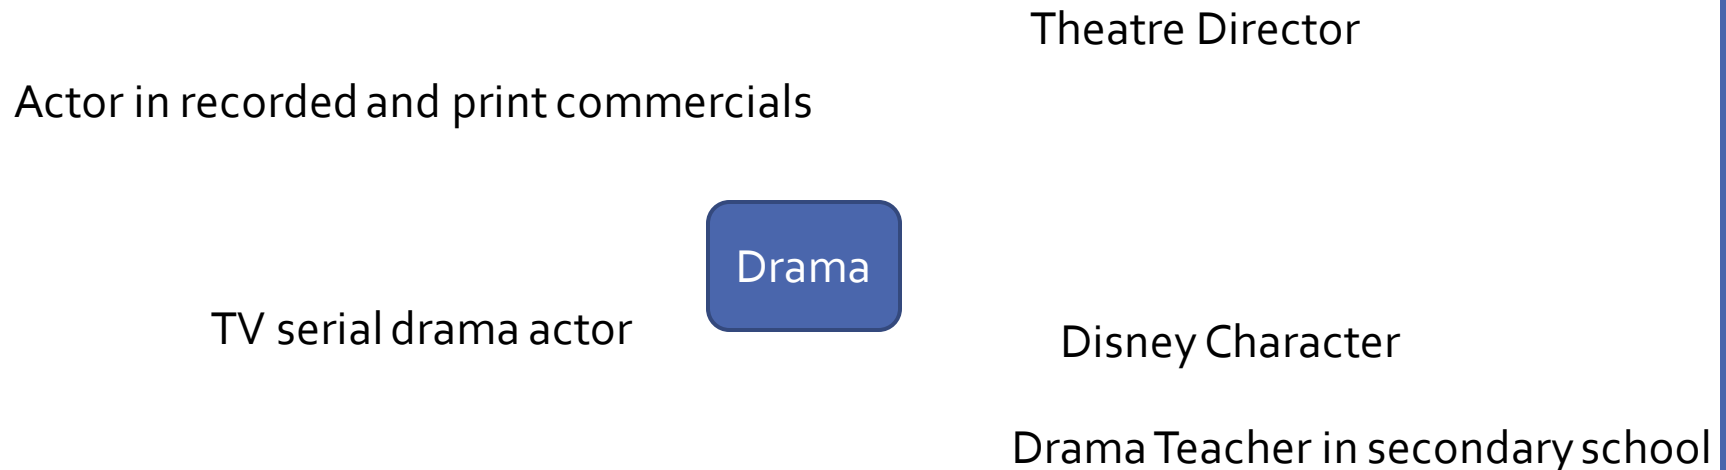 Theatre Director
Actor in recorded and print commercials
Drama
TV serial drama actor
Disney Character
Drama Teacher in secondary school